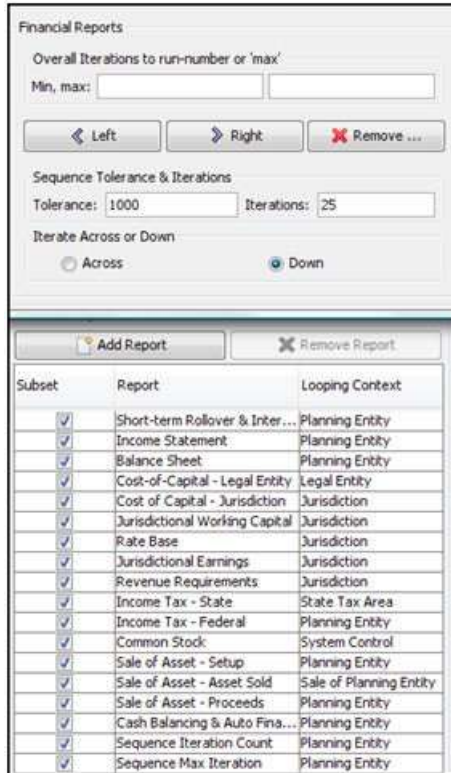 Financial Reports
Overall Iterations to run-number or 'max'
Min, max:
Left Right Remove ...
Sequence Tolerance & Iterations
Tolerance: 1000 Iterations: 25
Iterate Across or Down
Across Down
Add Report Remove Report
Subset Report Looping Context
Short-term Rollover & Inter... Planning Entity
Income Statement Planning Entity
Balance Sheet Planning Entity
Cost-of-Capital - Legal Entity Legal Entity
Cost of Capital - Jurisdiction Jurisdiction
Jurisdictional Working Capital Jurisdiction
Rate Base Jurisdiction
Jurisdictional Earnings Jurisdiction
Revenue Requirements Jurisdiction
Income Tax - State State Tax Area
Income Tax - Federal Planning Entity
Common Stock System Control
Sale of Asset - Setup Planning Entity
Sale of Asset - Asset Sold Sale of Planning Entity
Sale of Asset - Proceeds Planning Entity
Cash Balancing & Auto Fina... Planning Entity
Sequence Iteration Count Planning Entity
Sequence Max Iteration Planning Entity